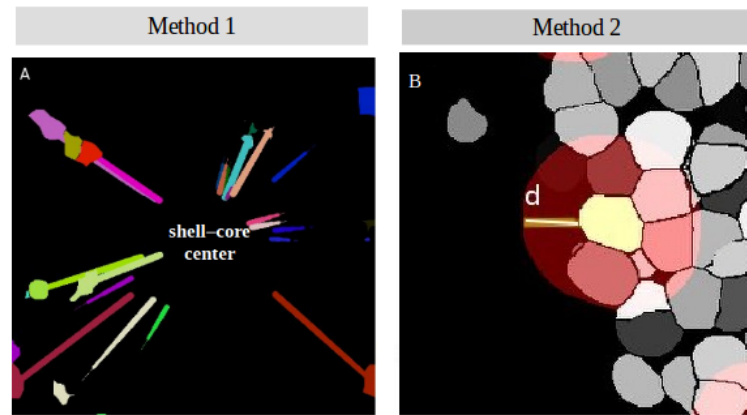 Method 1
Method 2
A
shell–core
center
B
d